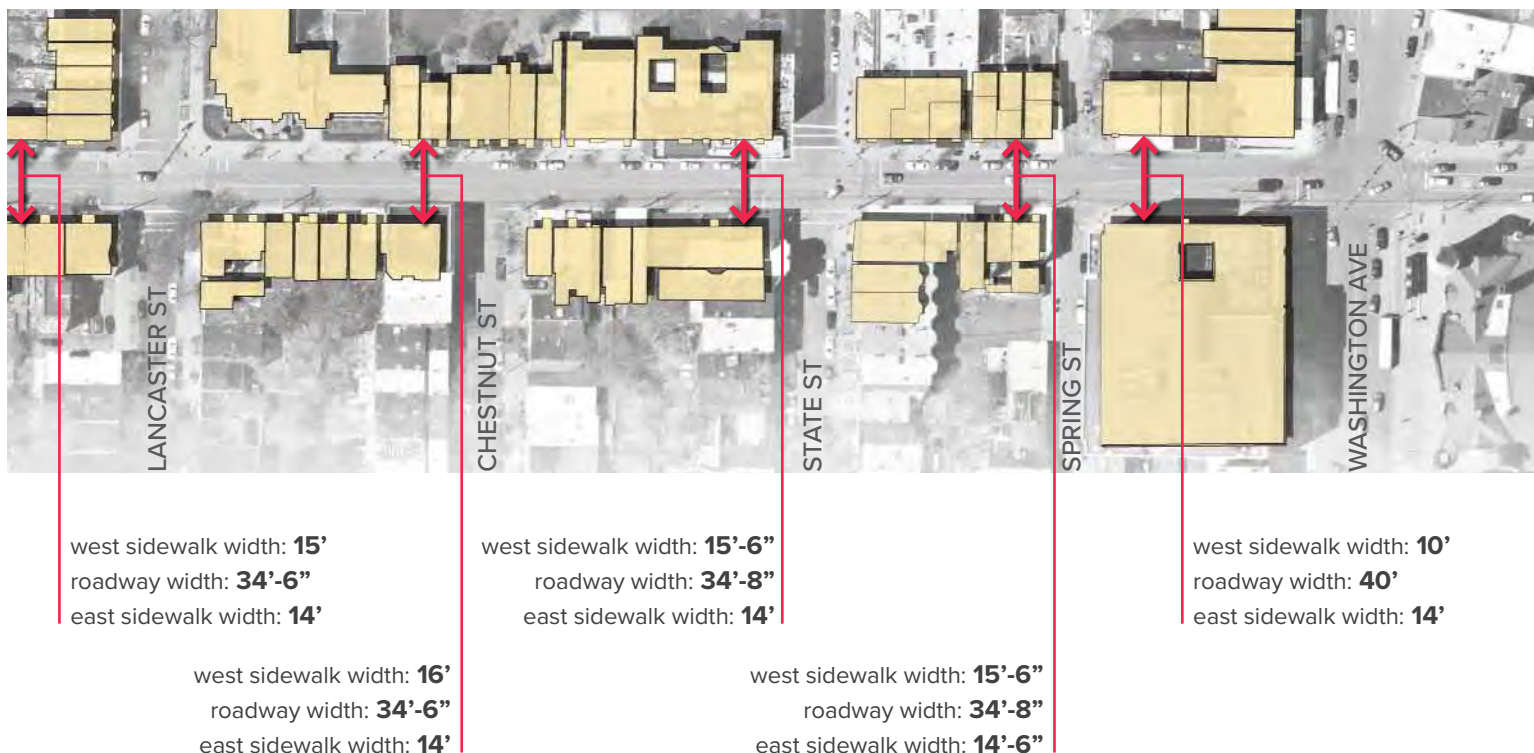 LANCASTER ST
CHESTNUT ST
STATE ST
SPRING ST
WASHINGTON AVE
west sidewalk width: 15’
roadway width: 34’-6”
east sidewalk width: 14’
west sidewalk width: 16’
roadway width: 34’-6”
east sidewalk width: 14’
west sidewalk width: 15’-6”
roadway width: 34’-8”
east sidewalk width: 14’
west sidewalk width: 15’-6”
roadway width: 34’-8”
east sidewalk width: 14’-6”
west sidewalk width: 10’
roadway width: 40’
east sidewalk width: 14’